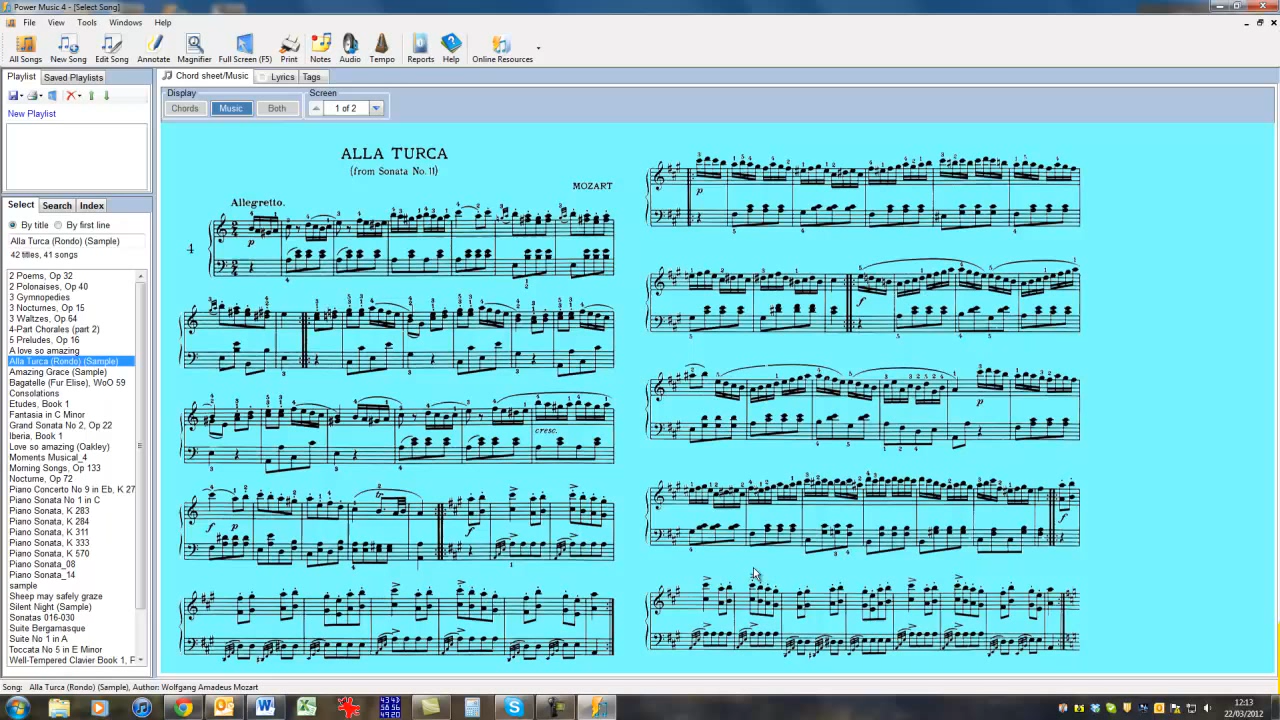 Power Music 4 - [Select Song]
File View Tools Windows Help
All Songs New Song Edit Song Annotate Magnifier Full Screen (F5) Print Notes Audio Tempo Reports Help Online Resources
Playlist Saved Playlists
New Playlist
Select Search Index
By title By first line
Alla Turca (Rondo) (Sample)
42 titles, 41 songs
2 Poems, Op 32
2 Polonaises, Op 40
3 Gymnopedies
3 Nocturnes, Op 15
3 Waltzes, Op 64
4-Part Chorales (part 2)
5 Preludes, Op 16
A love so amazing
Alla Turca (Rondo) (Sample)
Amazing Grace (Sample)
Bagatelle (Fur Elise), WoO 59
Consolations
Etudes, Book 1
Fantasia in C Minor
Grand Sonata No 2, Op 22
Iberia, Book 1
Love so amazing (Oakley)
Moments Musical_4
Morning Songs, Op 133
Nocturne, Op 72
Piano Concerto No 9 in Eb, K 27
Piano Sonata No 1 in C
Piano Sonata, K 283
Piano Sonata, K 284
Piano Sonata, K 311
Piano Sonata, K 333
Piano Sonata, K 570
Piano Sonata_08
Piano Sonata_14
sample
Sheep may safely graze
Silent Night (Sample)
Sonatas 016-030
Suite Bergamasque
Suite No 1 in A
Toccata No 5 in E Minor
Well-Tempered Clavier Book 1, F
Chord sheet/Music Lyrics Tags
Display Screen
Chords Music Both 1 of 2
ALLA TURCA
(from Sonata No. 11)
MOZART
Allegretto.
4
p
cresc.
f p
f
p
f
p
f
Song: Alla Turca (Rondo) (Sample), Author: Wolfgang Amadeus Mozart
12:13
22/03/2012